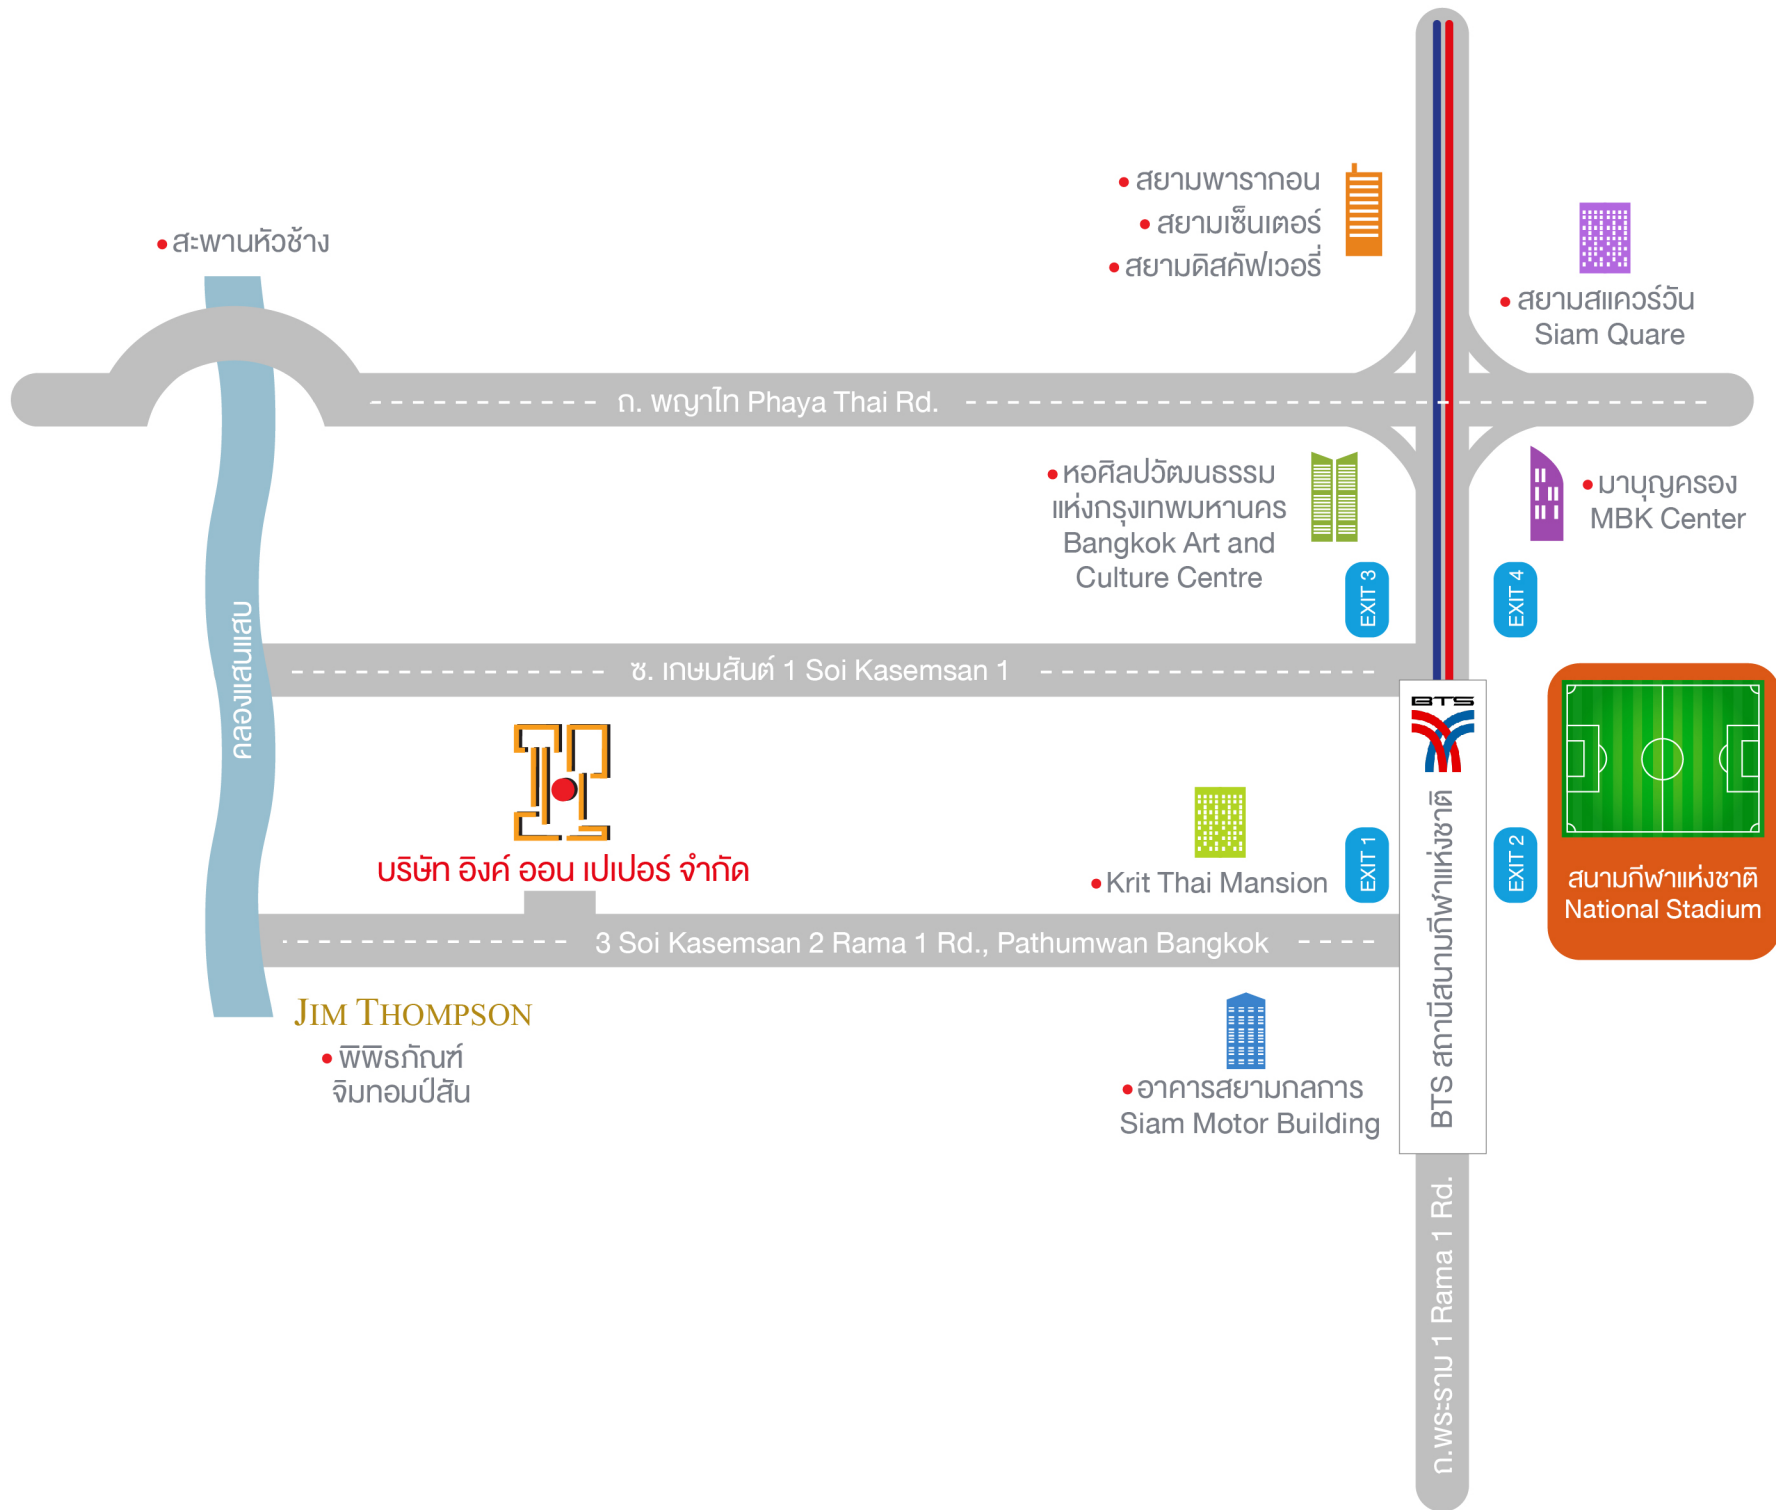 สยามพารากอน
สยามเซ็นเตอร์
สยามดิสคัฟเวอรี่
สะพานหัวช้าง
สยามสแควร์วัน
Siam Quare
ถ. พญาไท Phaya Thai Rd.
หอศิลปวัฒนธรรม
แห่งกรุงเทพมหานคร
Bangkok Art and
Culture Centre
มาบุญครอง
MBK Center
EXIT 3
EXIT 4
คลองแสนแสบ
ซ. เกษมสันต์ 1 Soi Kasemsan 1
BTS
BTS สถานีสนามกีฬาแห่งชาติ
บริษัท อิงค์ ออน เปเปอร์ จำกัด
Krit Thai Mansion
EXIT 1
EXIT 2
สนามกีฬาแห่งชาติ
National Stadium
3 Soi Kasemsan 2 Rama 1 Rd., Pathumwan Bangkok
JIM THOMPSON
พิพิธภัณฑ์
จิมทอมป์สัน
อาคารสยามกลการ
Siam Motor Building
ถ.พระราม 1 Rama 1 Rd.